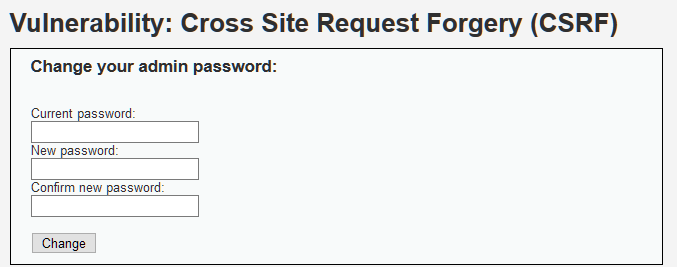 Vulnerability: Cross Site Request Forgery (CSRF)
Change your admin password:
Current password:
New password:
Confirm new password:
Change